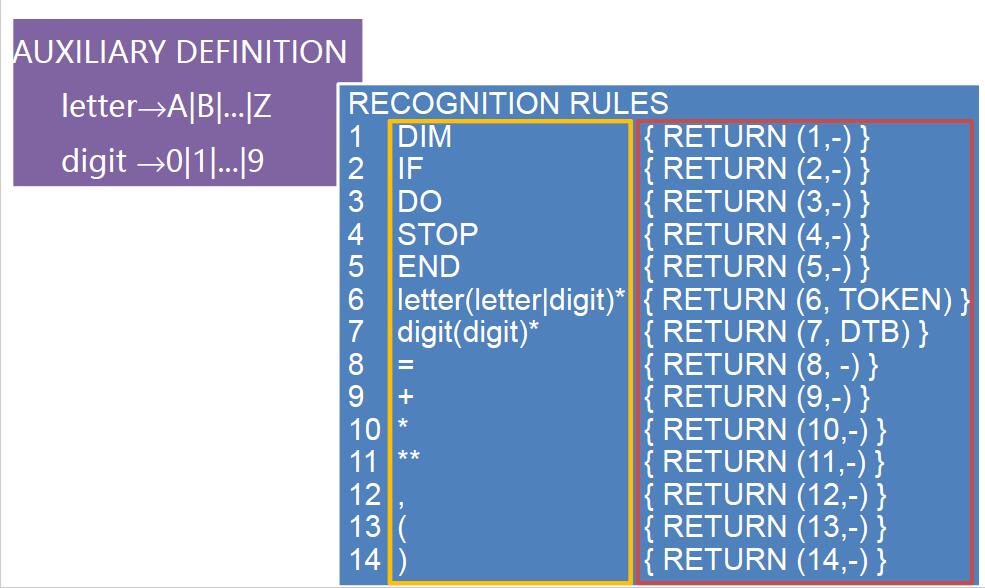 AUXILIARY DEFINITION
letter→A|B|...|Z
digit →0|1|...|9
RECOGNITION RULES
1 DIM { RETURN (1,-) }
2 IF { RETURN (2,-) }
3 DO { RETURN (3,-) }
4 STOP { RETURN (4,-) }
5 END { RETURN (5,-) }
6 letter(letter|digit)* { RETURN (6, TOKEN) }
7 digit(digit)* { RETURN (7, DTB) }
8 = { RETURN (8, -) }
9 + { RETURN (9,-) }
10 * { RETURN (10,-) }
11 ** { RETURN (11,-) }
12 , { RETURN (12,-) }
13 ( { RETURN (13,-) }
14 ) { RETURN (14,-) }